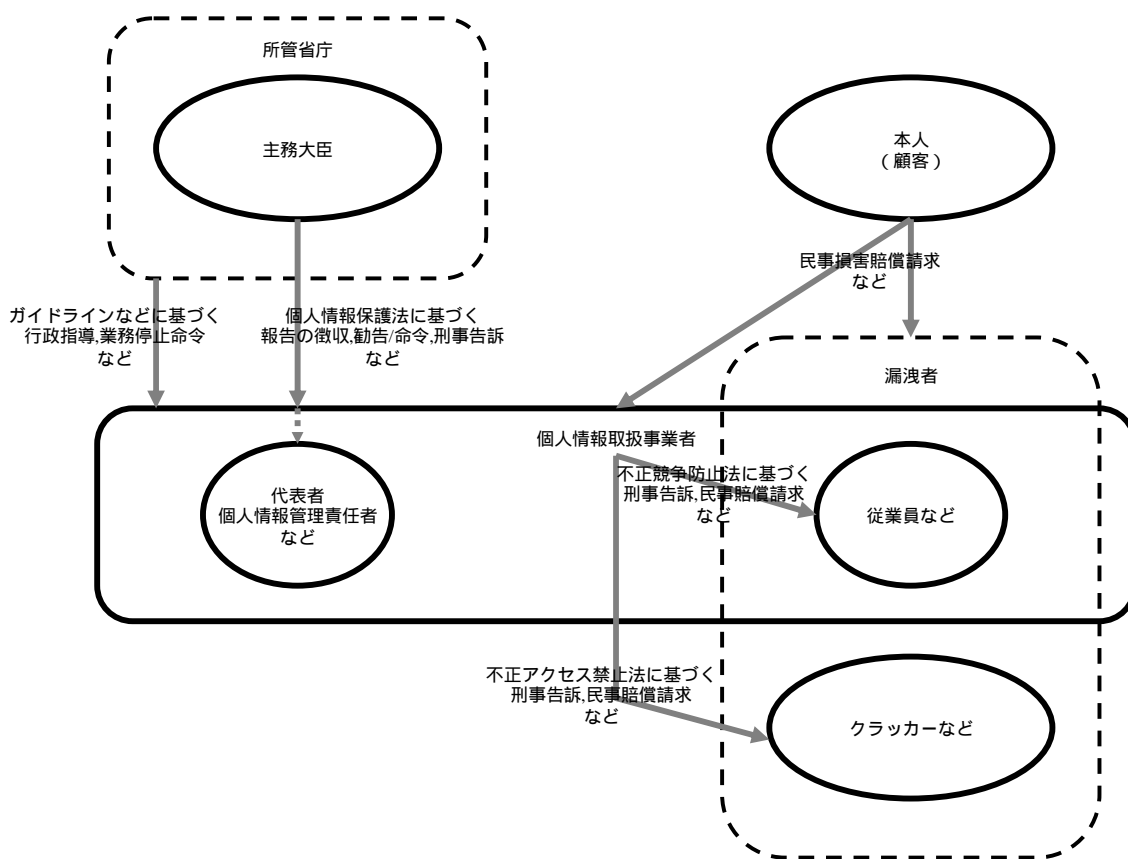 所管省庁
主務大臣
本人
（顧客）
民事損害賠償請求
など
ガイドラインなどに基づく
行政指導,業務停止命令
など
個人情報保護法に基づく
報告の徴収,勧告/命令,刑事告訴
など
漏洩者
個人情報取扱事業者
不正競争防止法に基づく
刑事告訴,民事賠償請求
など
代表者
個人情報管理責任者
など
従業員など
不正アクセス禁止法に基づく
刑事告訴,民事賠償請求
など
クラッカーなど